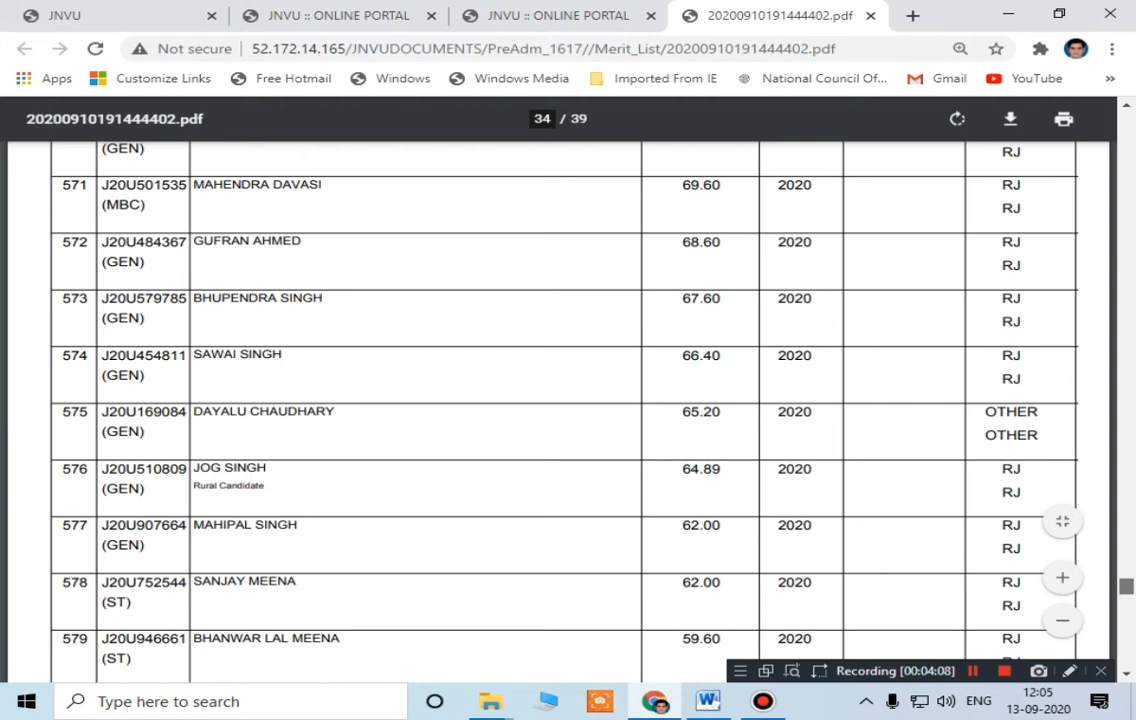 JNVU
JNVU :: ONLINE PORTAL
JNVU :: ONLINE PORTAL
20200910191444402.pdf
Not secure
52.172.14.165/JNVUDOCUMENTS/PreAdm_1617//Merit_List/20200910191444402.pdf
Apps
Customize Links
Free Hotmail
Windows
Windows Media
Imported From IE
National Council Of...
Gmail
YouTube
20200910191444402.pdf
34 / 39
(GEN) RJ
571 J20U501535 MAHENDRA DAVASI 69.60 2020 RJ
(MBC) RJ
572 J20U484367 GUFRAN AHMED 68.60 2020 RJ
(GEN) RJ
573 J20U579785 BHUPENDRA SINGH 67.60 2020 RJ
(GEN) RJ
574 J20U454811 SAWAI SINGH 66.40 2020 RJ
(GEN) RJ
575 J20U169084 DAYALU CHAUDHARY 65.20 2020 OTHER
(GEN) OTHER
576 J20U510809 JOG SINGH 64.89 2020 RJ
(GEN) Rural Candidate RJ
577 J20U907664 MAHIPAL SINGH 62.00 2020 RJ
(GEN) RJ
578 J20U752544 SANJAY MEENA 62.00 2020 RJ
(ST) RJ
579 J20U946661 BHANWAR LAL MEENA 59.60 2020 RJ
(ST)
Recording [00:04:08]
Type here to search
ENG
12:05
13-09-2020